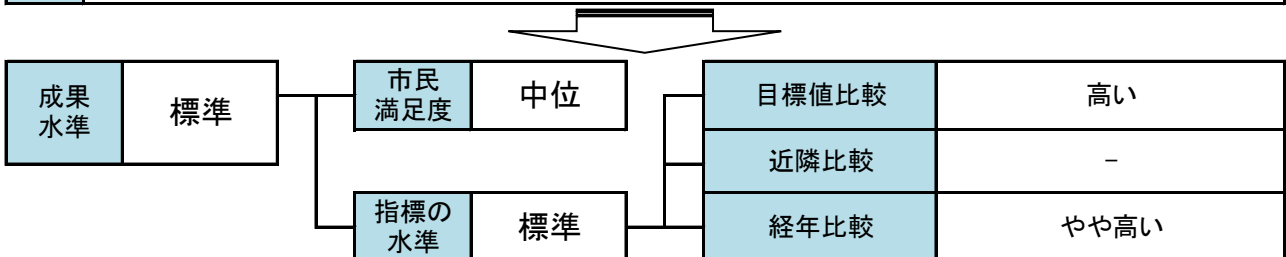 成果
水準
標準
市民
満足度
中位
指標の
水準
標準
目標値比較
高い
近隣比較
－
経年比較
やや高い